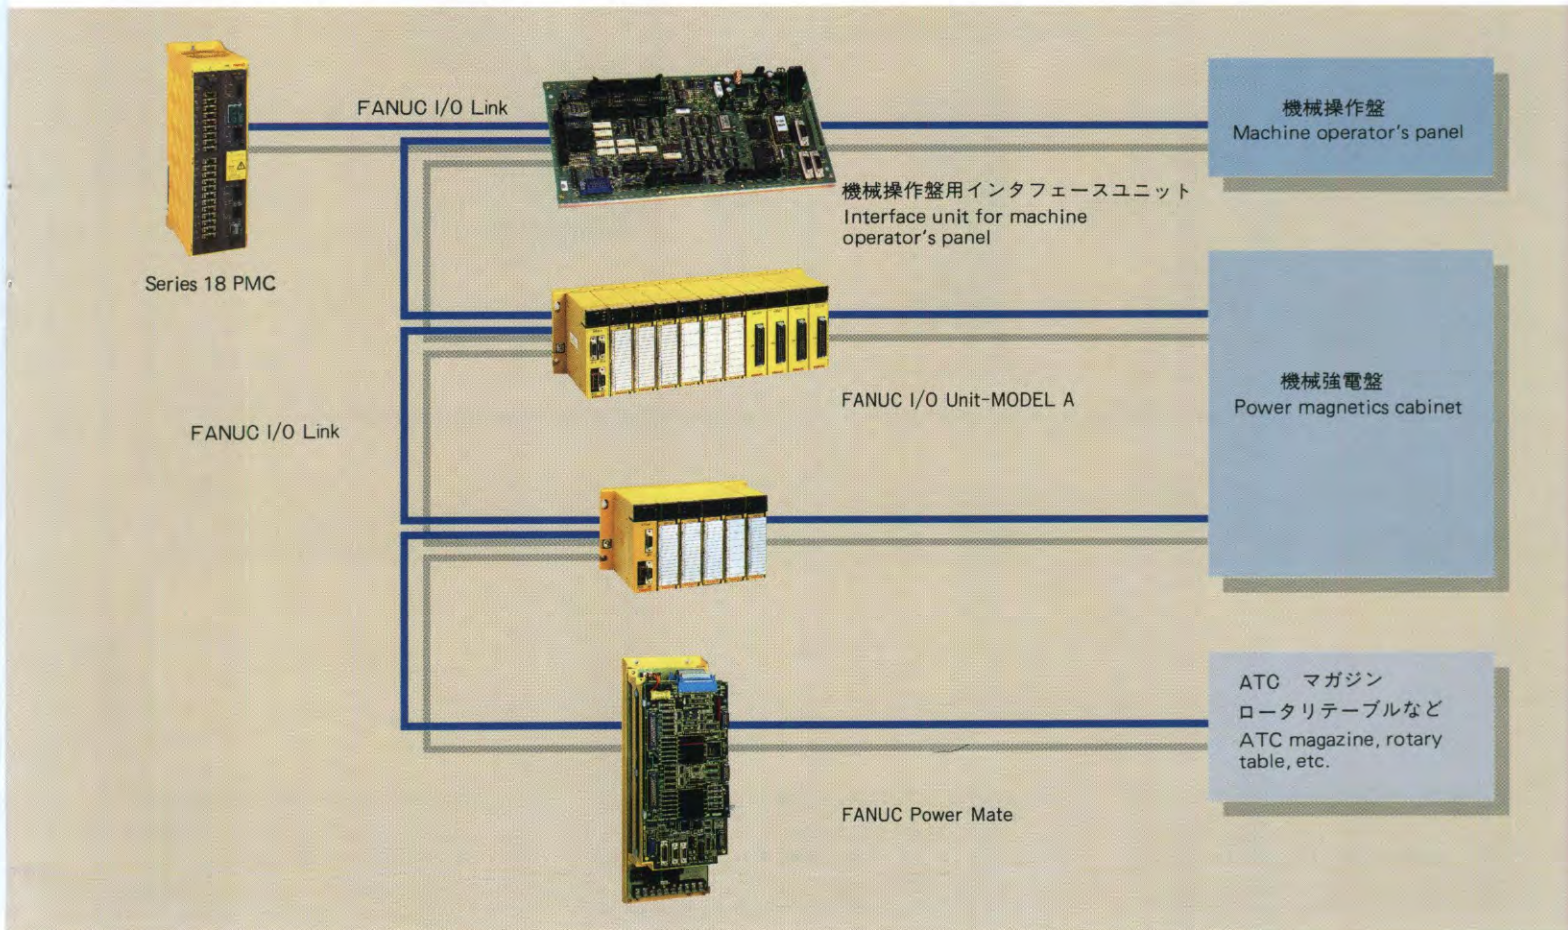 FANUC I/O Link
Series 18 PMC
機械操作盤用インタフェースユニット
Interface unit for machine
operator's panel
機械操作盤
Machine operator's panel
FANUC I/O Unit-MODEL A
FANUC I/O Link
機械強電盤
Power magnetics cabinet
FANUC Power Mate
ATC マガジン
ロータリテーブルなど
ATC magazine, rotary
table, etc.